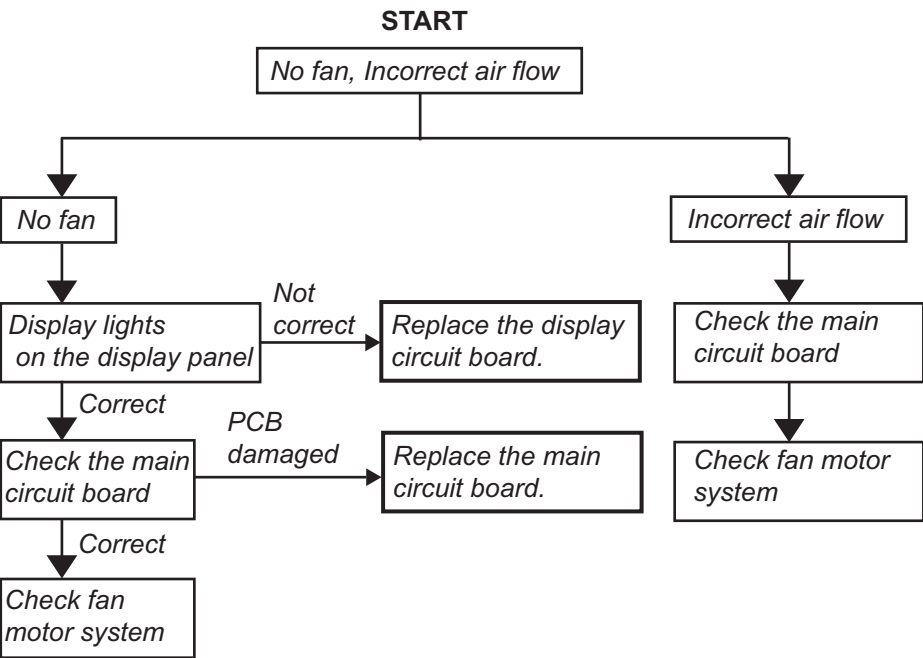 START
No fan, Incorrect air flow
No fan
Incorrect air flow
Display lights
on the display panel
Not
correct
Replace the display
circuit board.
Check the main
circuit board
Correct
Check the main
circuit board
PCB
damaged
Replace the main
circuit board.
Check fan motor
system
Correct
Check fan
motor system